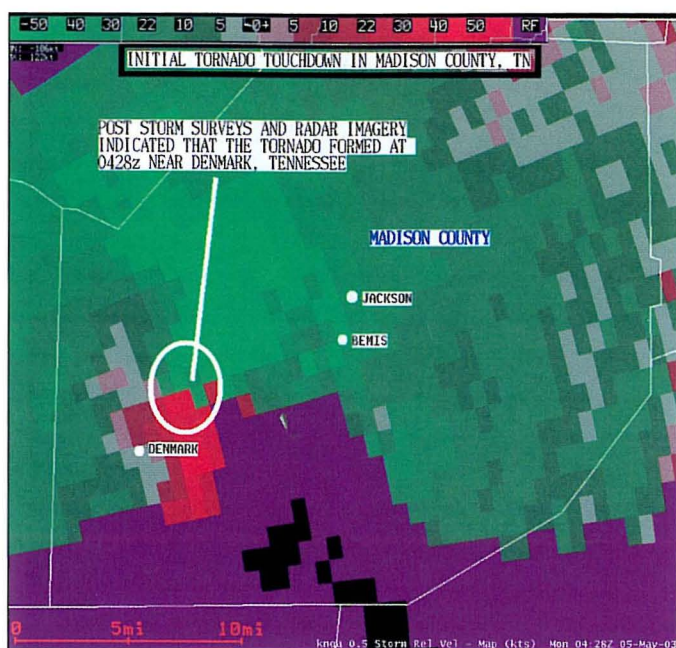 -50 40 30 22 10 5 -0+ 5 10 22 30 40 50 RF
INITIAL TORNADO TOUCHDOWN IN MADISON COUNTY, TN
POST STORM SURVEYS AND RADAR IMAGERY
INDICATED THAT THE TORNADO FORMED AT
0428z NEAR DENMARK, TENNESSEE
MADISON COUNTY
JACKSON
BEMIS
DENMARK
0 5mi 10mi
knqa 0.5 Storm Rel Vel - Map (kts) Mon 04:28Z 05-May-03